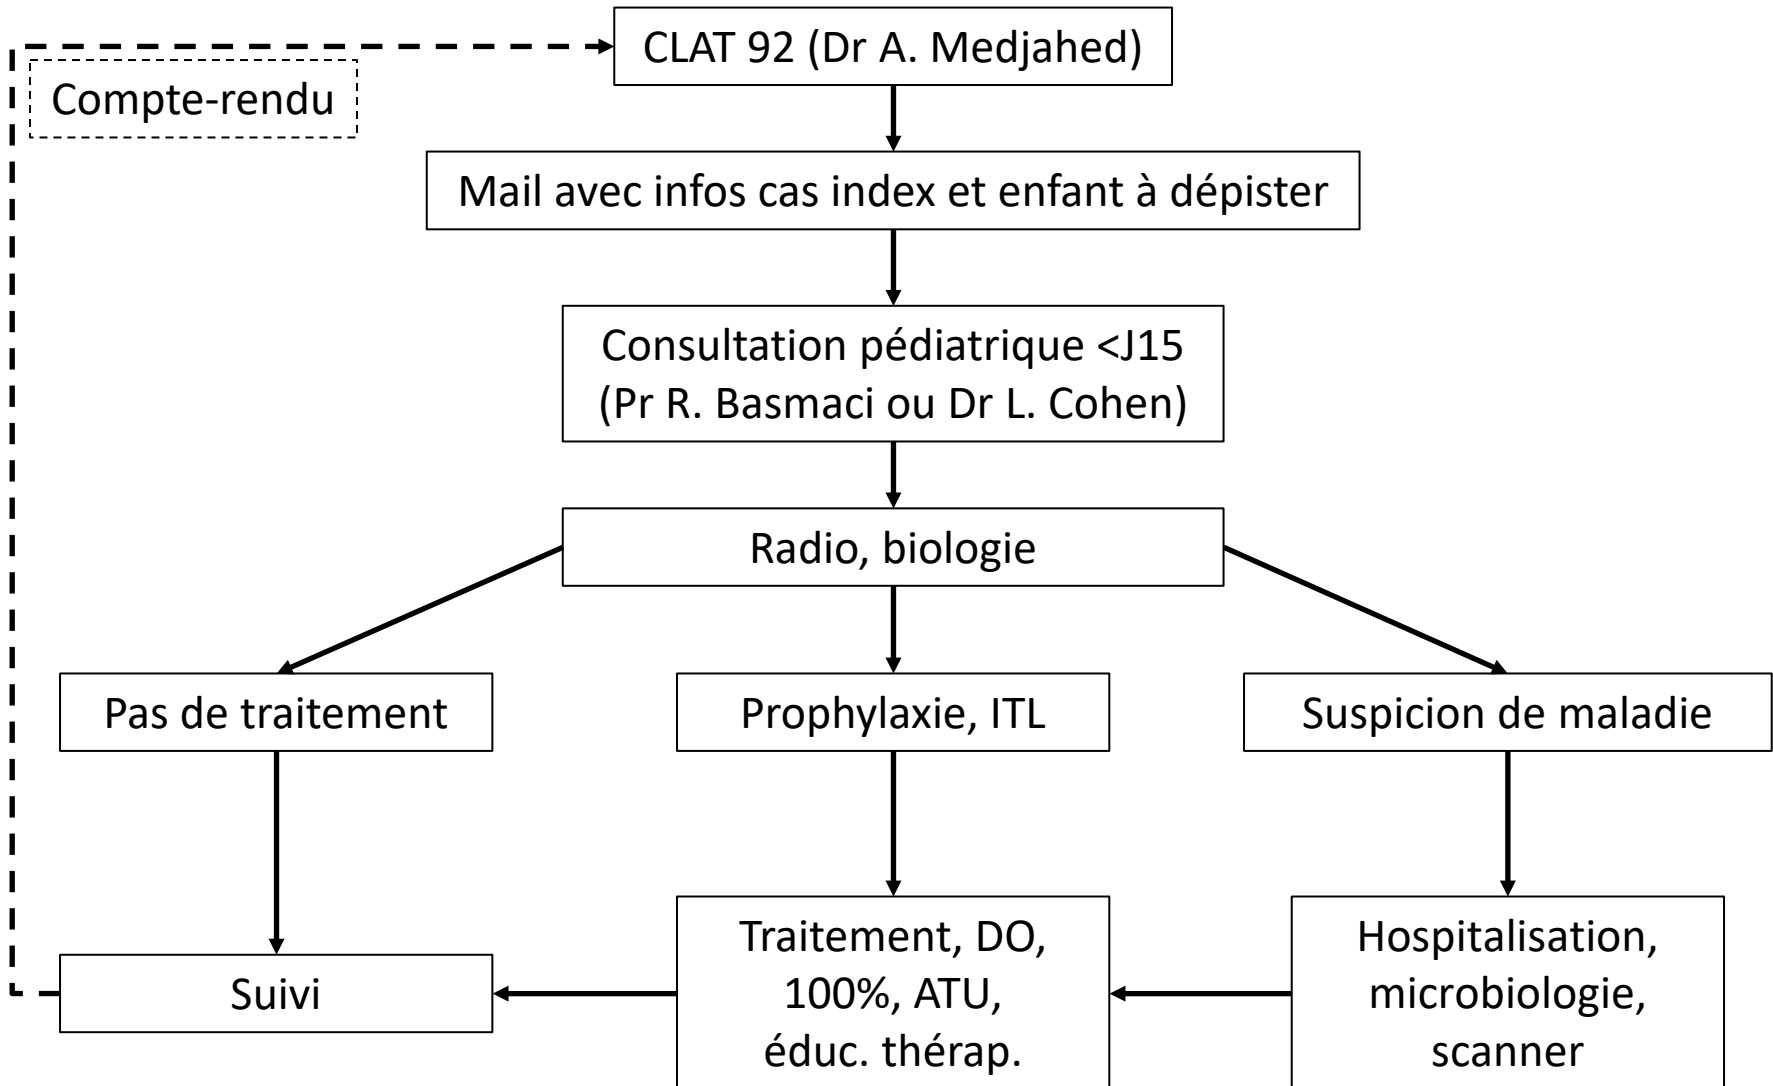 CLAT 92 (Dr A. Medjahed)
Compte-rendu
Mail avec infos cas index et enfant à dépister
Consultation pédiatrique <J15
(Pr R. Basmaci ou Dr L. Cohen)
Radio, biologie
Pas de traitement
Prophylaxie, ITL
Suspicion de maladie
Suivi
Traitement, DO,
100%, ATU,
éduc. thérap.
Hospitalisation,
microbiologie,
scanner